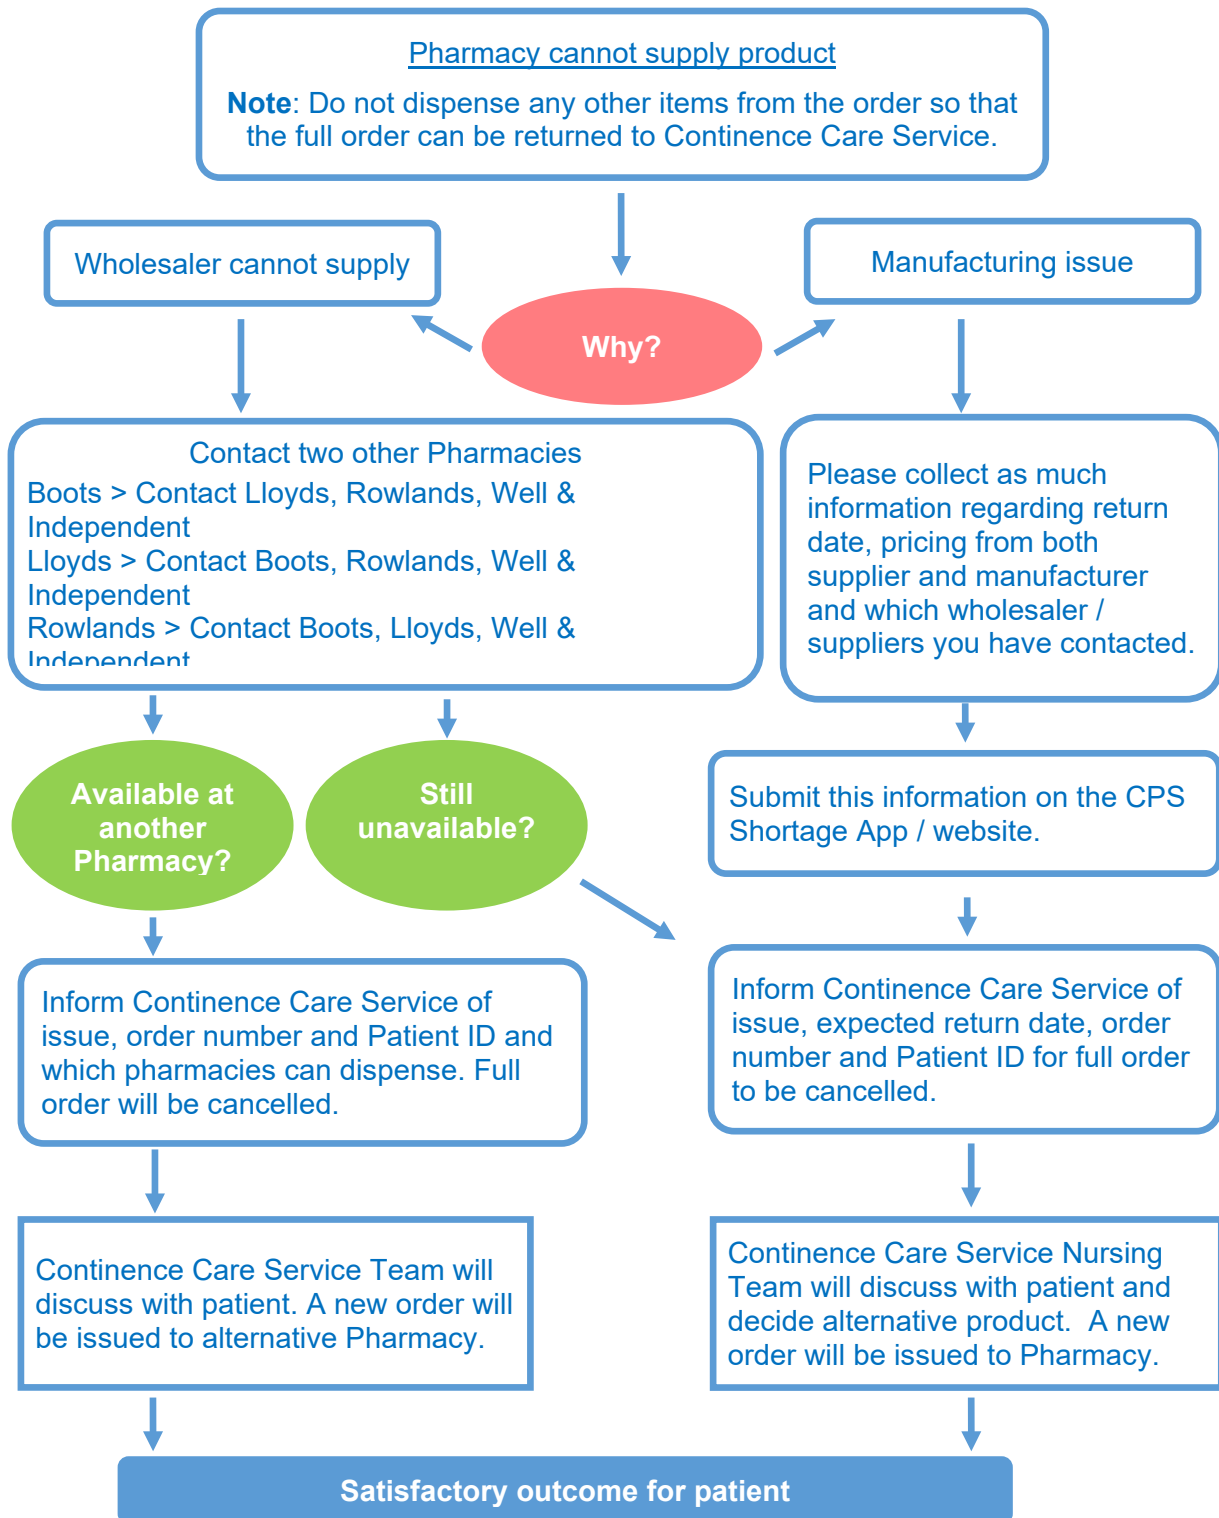 Pharmacy cannot supply product
Note: Do not dispense any other items from the order so that
the full order can be returned to Continence Care Service.
Wholesaler cannot supply
Manufacturing issue
Why?
Contact two other Pharmacies
Boots > Contact Lloyds, Rowlands, Well &
Independent
Lloyds > Contact Boots, Rowlands, Well &
Independent
Rowlands > Contact Boots, Lloyds, Well &
Independent
Please collect as much
information regarding return
date, pricing from both
supplier and manufacturer
and which wholesaler /
suppliers you have contacted.
Available at
another
Pharmacy?
Still
unavailable?
Submit this information on the CPS
Shortage App / website.
Inform Continence Care Service of
issue, order number and Patient ID and
which pharmacies can dispense. Full
order will be cancelled.
Inform Continence Care Service of
issue, expected return date, order
number and Patient ID for full order
to be cancelled.
Continence Care Service Team will
discuss with patient. A new order will
be issued to alternative Pharmacy.
Continence Care Service Nursing
Team will discuss with patient and
decide alternative product.  A new
order will be issued to Pharmacy.
Satisfactory outcome for patient